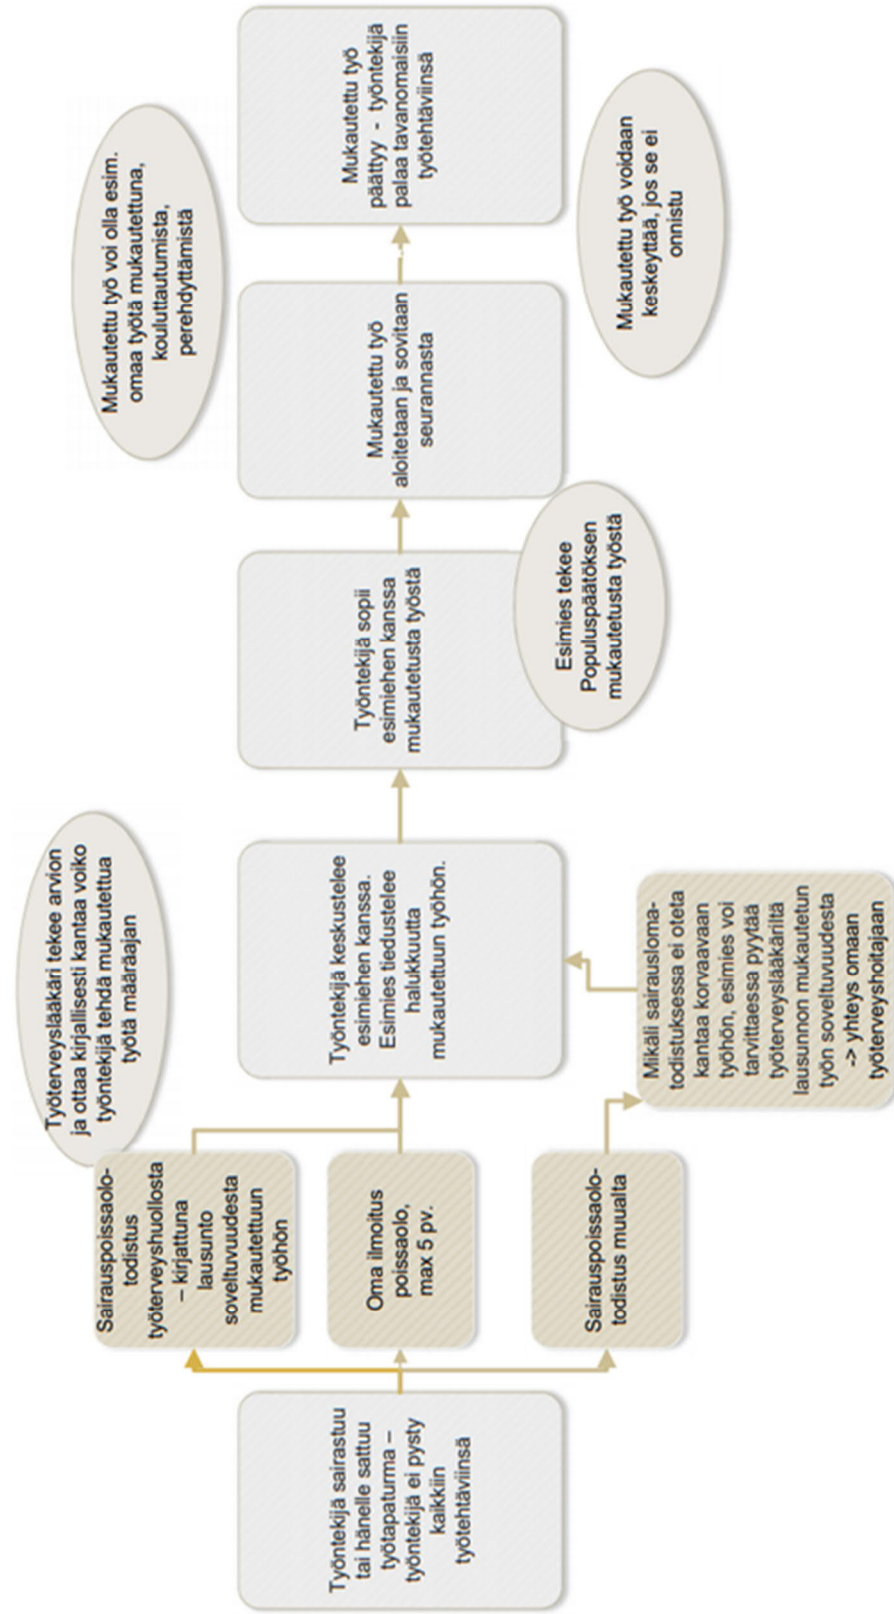 Työntekijä sairastuu
tai hänelle sattuu
työtapaturma –
työntekijä ei pysty
kaikkiin
työtehtäviinsä
Sairauspoissaolo-
todistus
työterveyshuollosta
– kirjattuna
lausunto
soveltuvuudesta
mukautettuun
työhön
Työterveyslääkäri tekee arvion
ja ottaa kirjallisesti kantaa voiko
työntekijä tehdä mukautettua
työtä määräajan
Oma ilmoitus
poissaolo,
max 5 pv.
Sairauspoissaolo-
todistus muualta
Mikäli sairausloma-
todistuksessa ei oteta
kantaa korvaavaan
työhön, esimies voi
tarvittaessa pyytää
työterveyslääkäriltä
lausunnon mukautetun
työn soveltuvuudesta
-> yhteys omaan
työterveyshoitajaan
Työntekijä keskustelee
esimiehen kanssa.
Esimies tiedustelee
halukkuutta
mukautettuun työhön.
Työntekijä sopii
esimiehen kanssa
mukautetusta työstä
Esimies tekee
Populuspäätöksen
mukautetusta työstä
Mukautettu työ
aloitetaan ja sovitaan
seurannasta
Mukautettu työ voi olla esim.
omaa työtä mukautettuna,
kouluttautumista,
perehdyttämistä
Mukautettu työ
päättyy - työntekijä
palaa tavanomaisiin
työtehtäviinsä
Mukautettu työ voidaan
keskeyttää, jos se ei
onnistu